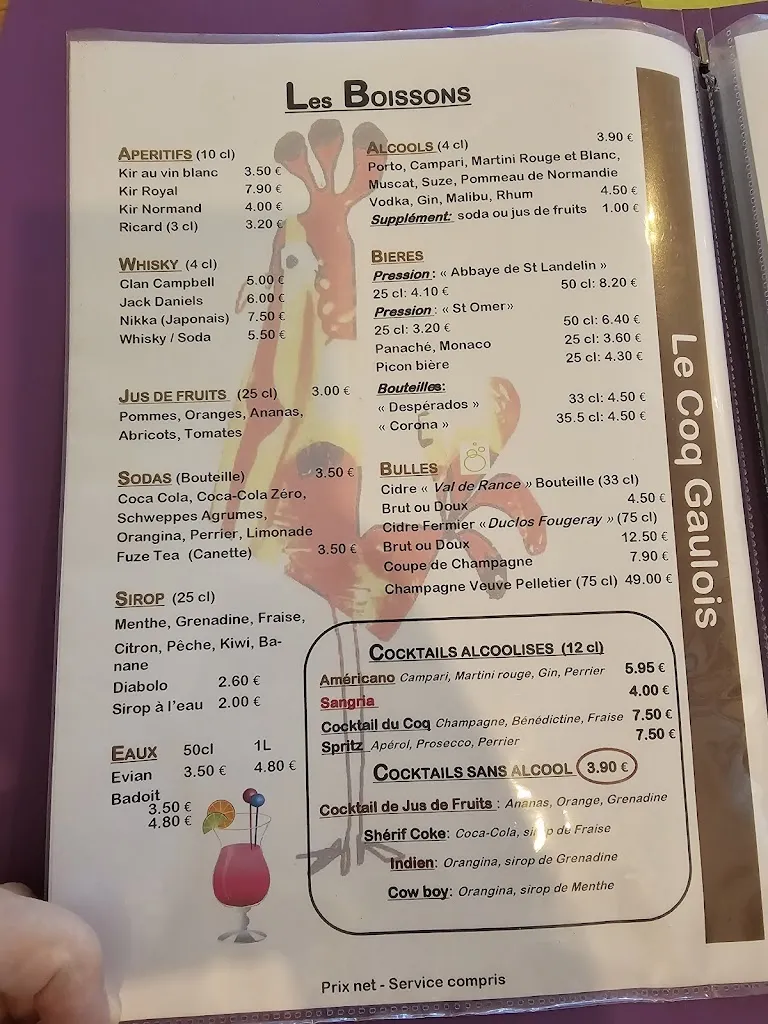 Les Boissons
Aperitifs (10 cl)
Kir au vin blanc 3.50 €
Kir Royal 7.90 €
Kir Normand 4.00 €
Ricard (3 cl) 3.20 €
Whisky (4 cl)
Clan Campbell 5.00 €
Jack Daniels 6.00 €
Nikka (Japonais) 7.50 €
Whisky / Soda 5.50 €
Jus de fruits (25 cl) 3.00 €
Pommes, Oranges, Ananas,
Abricots, Tomates
Sodas (Bouteille) 3.50 €
Coca Cola, Coca-Cola Zéro,
Schweppes Agrumes,
Orangina, Perrier, Limonade
Fuze Tea (Canette) 3.50 €
Sirop (25 cl)
Menthe, Grenadine, Fraise,
Citron, Pêche, Kiwi, Ba-
nane
Diabolo 2.60 €
Sirop à l'eau 2.00 €
Eaux 50cl 1L
Evian 3.50 € 4.80 €
Badoit
3.50 €
4.80 €
Alcools (4 cl) 3.90 €
Porto, Campari, Martini Rouge et Blanc,
Muscat, Suze, Pommeau de Normandie
Vodka, Gin, Malibu, Rhum 4.50 €
Supplément: soda ou jus de fruits 1.00 €
Bieres
Pression : « Abbaye de St Landelin »
25 cl: 4.10 € 50 cl: 8.20 €
Pression : « St Omer»
25 cl: 3.20 € 50 cl: 6.40 €
Panaché, Monaco 25 cl: 3.60 €
Picon bière 25 cl: 4.30 €
Bouteilles:
« Despérados » 33 cl: 4.50 €
« Corona » 35.5 cl: 4.50 €
Bulles
Cidre « Val de Rance » Bouteille (33 cl)
Brut ou Doux 4.50 €
Cidre Fermier «Duclos Fougeray » (75 cl)
Brut ou Doux 12.50 €
Coupe de Champagne 7.90 €
Champagne Veuve Pelletier (75 cl) 49.00 €
Cocktails alcoolises (12 cl)
Américano Campari, Martini rouge, Gin, Perrier 5.95 €
Sangria 4.00 €
Cocktail du Coq Champagne, Bénédictine, Fraise 7.50 €
Spritz Apérol, Prosecco, Perrier 7.50 €
Cocktails sans alcool 3.90 €
Cocktail de Jus de Fruits : Ananas, Orange, Grenadine
Shérif Coke: Coca-Cola, sirop de Fraise
Indien: Orangina, sirop de Grenadine
Cow boy: Orangina, sirop de Menthe
Prix net - Service compris
Le Coq Gaulois